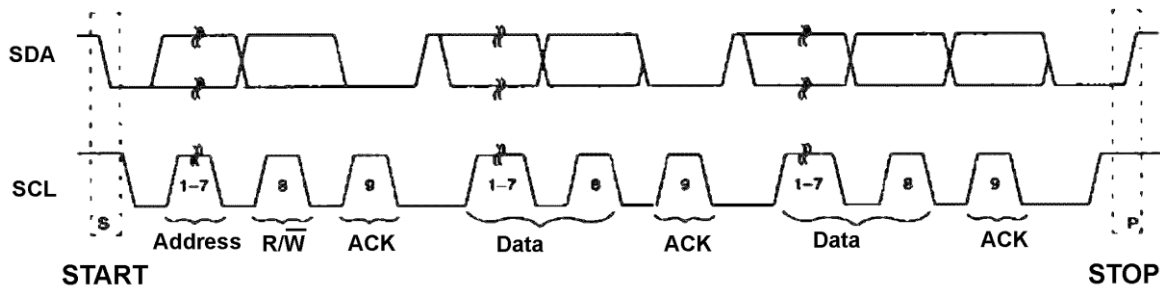 SDA
SCL
1-7 8 9 1-7 8 9 1-7 8 9
S P
Address R/W̅ ACK Data ACK Data ACK
START STOP